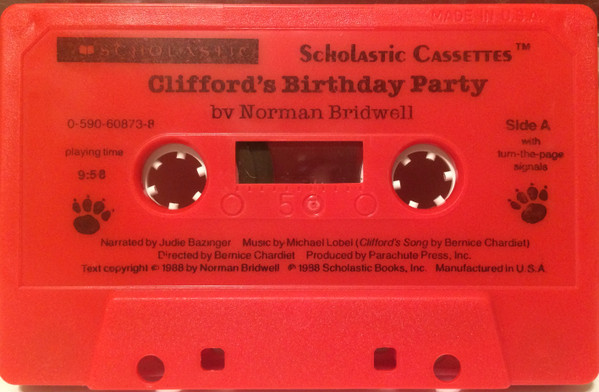 MADE IN U.S.A.
SCHOLASTIC
Scholastic Cassettes™
Clifford's Birthday Party
by Norman Bridwell
0-590-60873-8
playing time
9:58
Side A
with
turn-the-page
signals
50
Narrated by Judie Bazinger Music by Michael Lobel (Clifford's Song by Bernice Chardiet)
Directed by Bernice Chardiet Produced by Parachute Press, Inc.
Text copyright © 1988 by Norman Bridwell ℗ 1988 Scholastic Books, Inc. Manufactured in U.S.A.